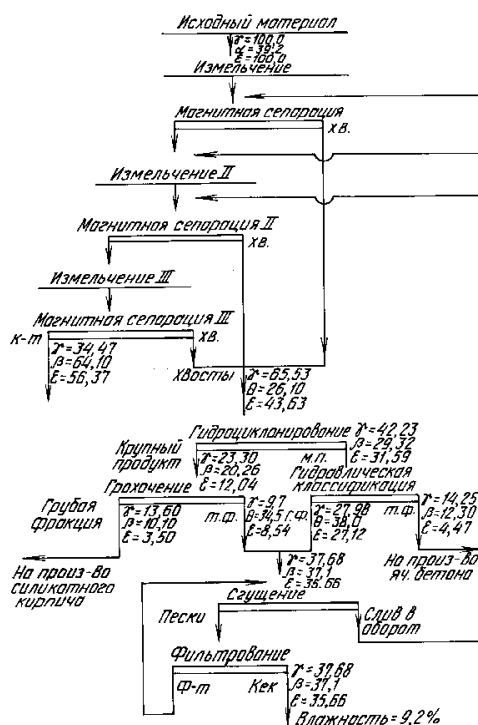 Исходный материал
γ=100,0
α=39,2
ε=100,0
Измельчение
Магнитная сепарация
хв.
Измельчение II
Магнитная сепарация II
хв.
Измельчение III
Магнитная сепарация III
к-т
γ=34,47
β=64,10
ε=56,37
хв.
хвосты
γ=65,53
θ=26,10
ε=43,63
Гидроциклонирование
γ=42,23
β=29,32
ε=31,59
Крупный
продукт
γ=23,30
β=20,26
ε=12,04
м.п.
Гидравлическая
классификация
Грохочение
Грубая
фракция
γ=13,60
β=10,10
ε=3,50
т.ф.
γ=9,7
θ=34,5
ε=8,54
г.ф.
γ=27,98
θ=38,0
ε=27,12
т.ф.
γ=14,25
β=12,30
ε=4,47
На произ-во
силикатного
кирпича
На произ-во
яч. бетона
γ=37,68
β=37,1
ε=36.66
Сгущение
Пески
Слив в
оборот
Фильтрование
Ф-т
Кек
γ=37,68
β=37,1
ε=35,66
Влажность=9,2%